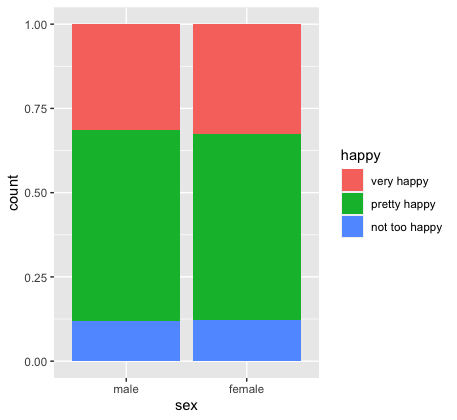 1.00
0.75
0.50
0.25
0.00
count
male
female
sex
happy
very happy
pretty happy
not too happy